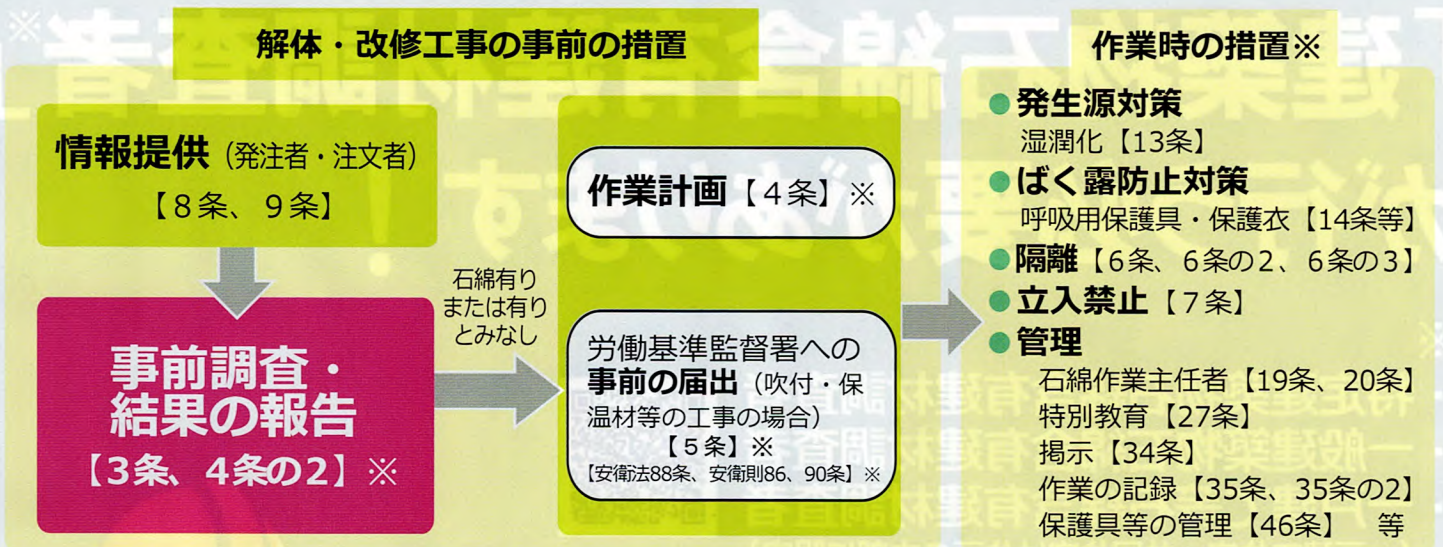 解体・改修工事の事前の措置
情報提供（発注者・注文者）
【８条、９条】
事前調査・
結果の報告
【３条、４条の２】※
石綿有り
または有り
とみなし
作業計画【４条】※
労働基準監督署への
事前の届出（吹付・保
温材等の工事の場合）
【５条】※
【安衛法88条、安衛則86、90条】※
作業時の措置※
●発生源対策
湿潤化【13条】
●ばく露防止対策
呼吸用保護具・保護衣【14条等】
●隔離【６条、６条の２、６条の３】
●立入禁止【７条】
●管理
石綿作業主任者【19条、20条】
特別教育【27条】
掲示【34条】
作業の記録【35条、35条の2】
保護具等の管理【46条】　等